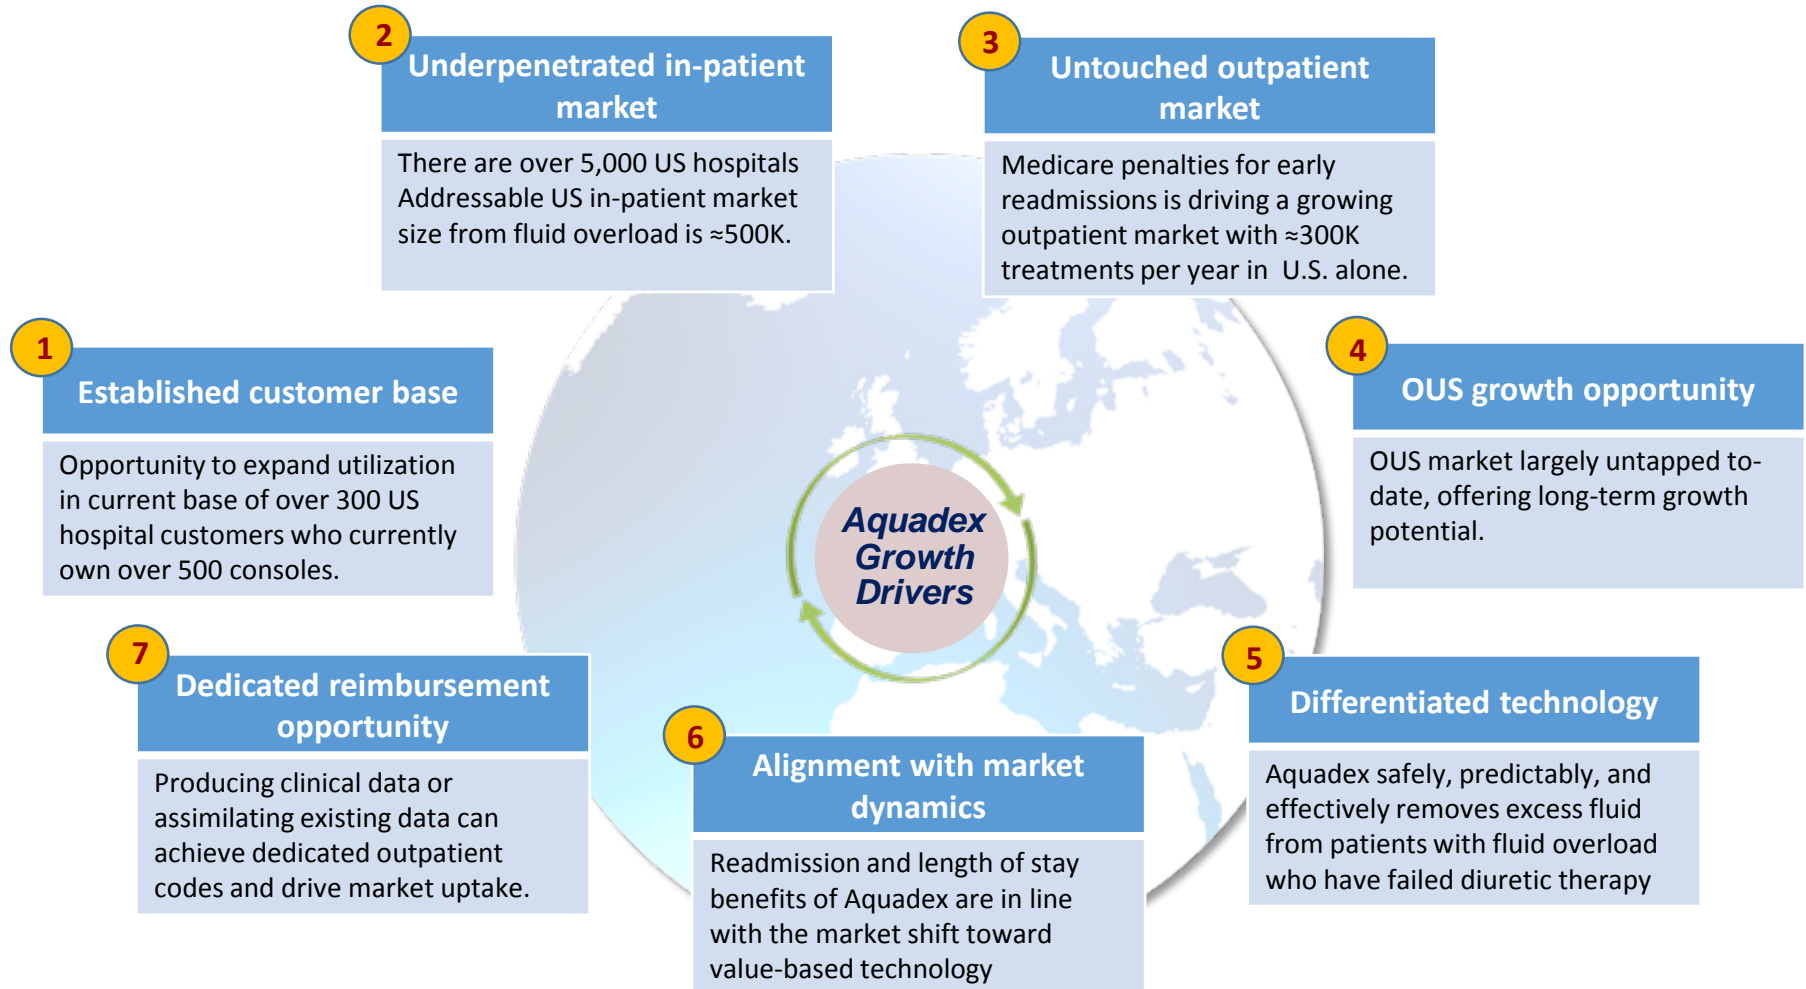 1
Established customer base
Opportunity to expand utilization
in current base of over 300 US
hospital customers who currently
own over 500 consoles.
2
Underpenetrated in-patient
market
There are over 5,000 US hospitals
Addressable US in-patient market
size from fluid overload is ≈500K.
3
Untouched outpatient
market
Medicare penalties for early
readmissions is driving a growing
outpatient market with ≈300K
treatments per year in U.S. alone.
4
OUS growth opportunity
OUS market largely untapped to-
date, offering long-term growth
potential.
5
Differentiated technology
Aquadex safely, predictably, and
effectively removes excess fluid
from patients with fluid overload
who have failed diuretic therapy
6
Alignment with market
dynamics
Readmission and length of stay
benefits of Aquadex are in line
with the market shift toward
value-based technology
7
Dedicated reimbursement
opportunity
Producing clinical data or
assimilating existing data can
achieve dedicated outpatient
codes and drive market uptake.
Aquadex
Growth
Drivers